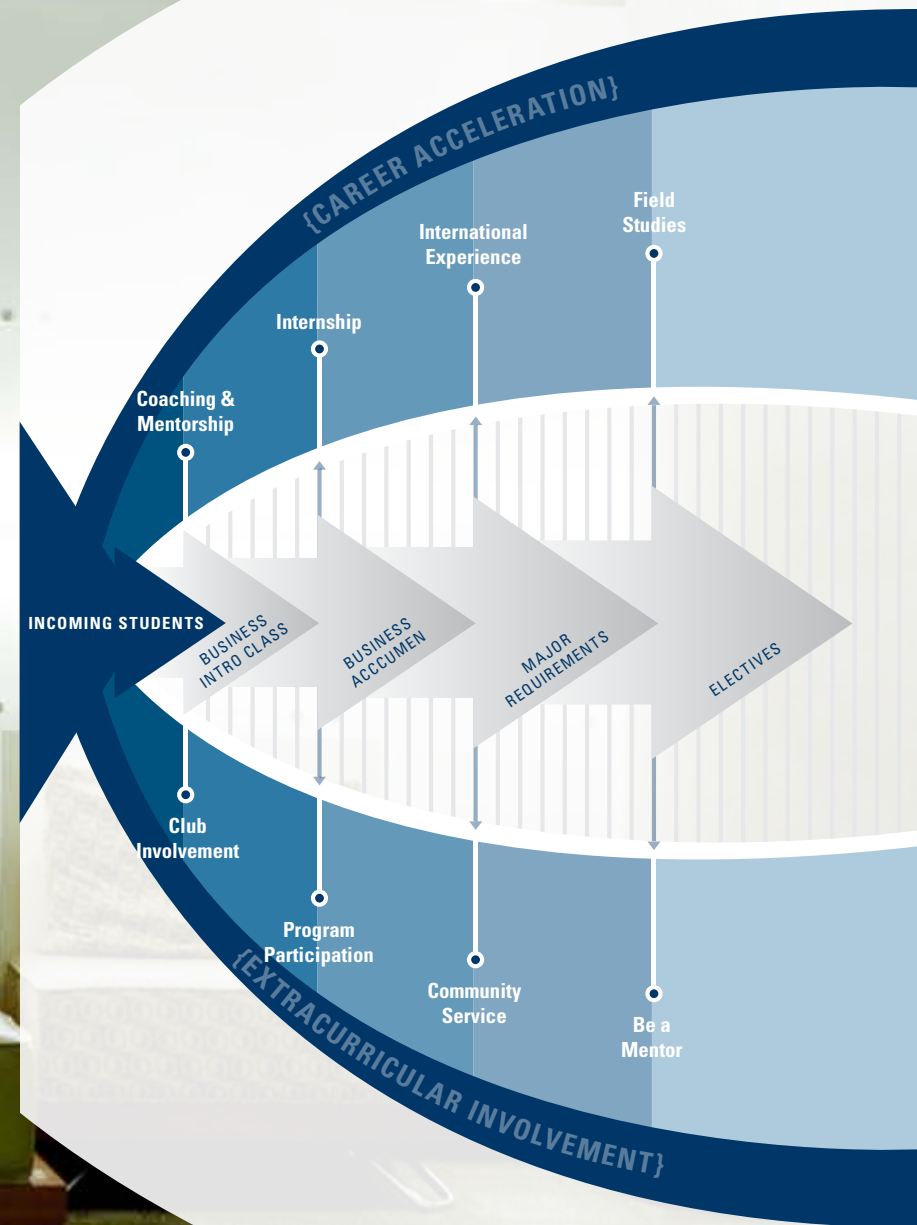 {CAREER ACCELERATION}
Field
Studies
International
Experience
Internship
Coaching &
Mentorship
INCOMING STUDENTS
BUSINESS
INTRO CLASS
BUSINESS
ACCCUMEN
MAJOR
REQUIREMENTS
ELECTIVES
Club
Involvement
Program
Participation
Community
Service
Be a
Mentor
{EXTRACURRICULAR INVOLVEMENT}